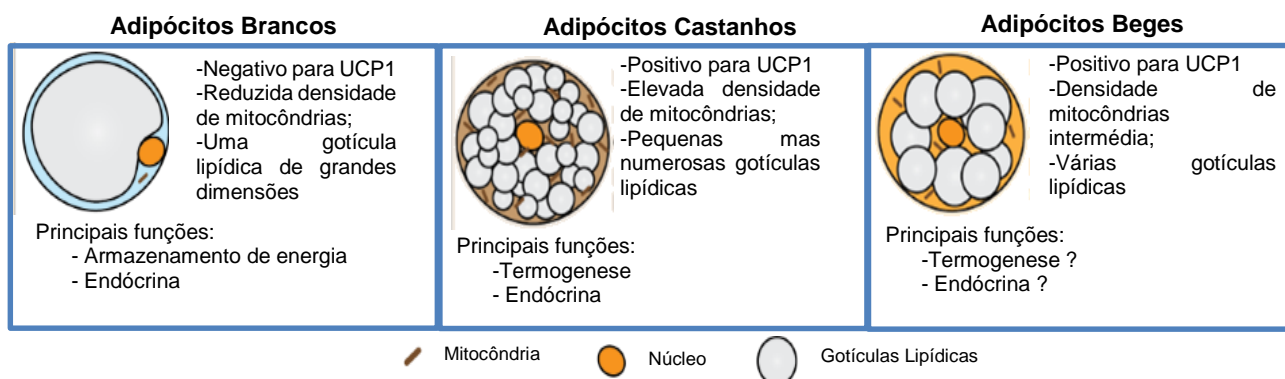 Adipócitos Brancos
-Negativo para UCP1
-Reduzida densidade
de mitocôndrias;
-Uma gotícula
lipídica de grandes
dimensões
Principais funções:
- Armazenamento de energia
- Endócrina
Adipócitos Castanhos
-Positivo para UCP1
-Elevada densidade
de mitocôndrias;
-Pequenas mas
numerosas gotículas
lipídicas
Principais funções:
-Termogenese
- Endócrina
Adipócitos Beges
-Positivo para UCP1
-Densidade de
mitocôndrias
intermédia;
-Várias gotículas
lipídicas
Principais funções:
-Termogenese ?
- Endócrina ?
Mitocôndria
Núcleo
Gotículas Lipídicas